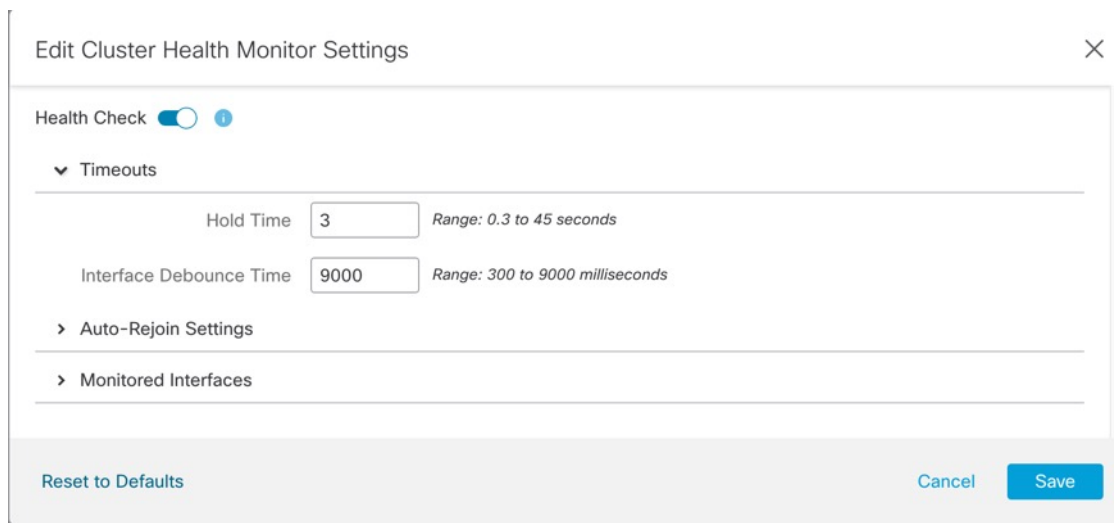 Edit Cluster Health Monitor Settings
Health Check
Timeouts
Hold Time 3 Range: 0.3 to 45 seconds
Interface Debounce Time 9000 Range: 300 to 9000 milliseconds
Auto-Rejoin Settings
Monitored Interfaces
Reset to Defaults Cancel Save